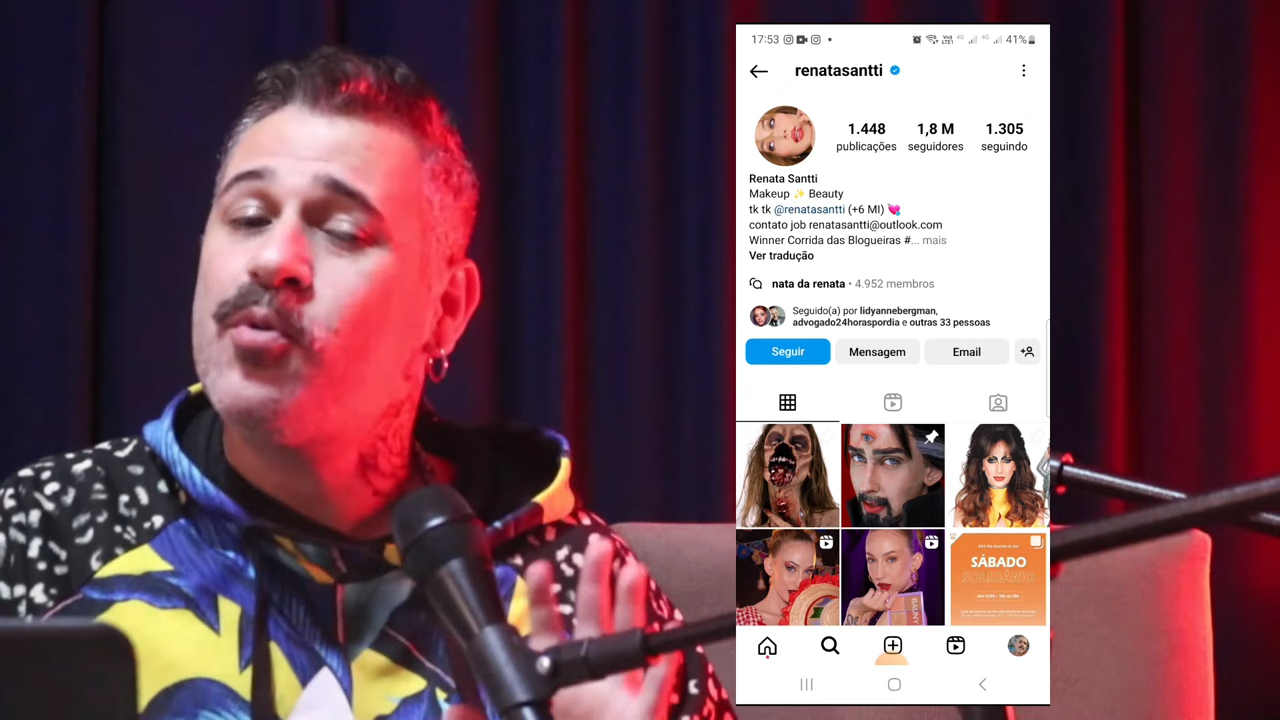 17:53
41%
renatasantti
1.448 1,8 M 1.305
publicações seguidores seguindo
Renata Santti
Makeup ✨ Beauty
tk tk @renatasantti (+6 MI) 💘
contato job renatasantti@outlook.com
Winner Corrida das Blogueiras #... mais
Ver tradução
nata da renata • 4.952 membros
Seguido(a) por lidyannebergman,
advogado24horaspordia e outras 33 pessoas
Seguir Mensagem Email
SÁBADO
SOLIDÁRIO